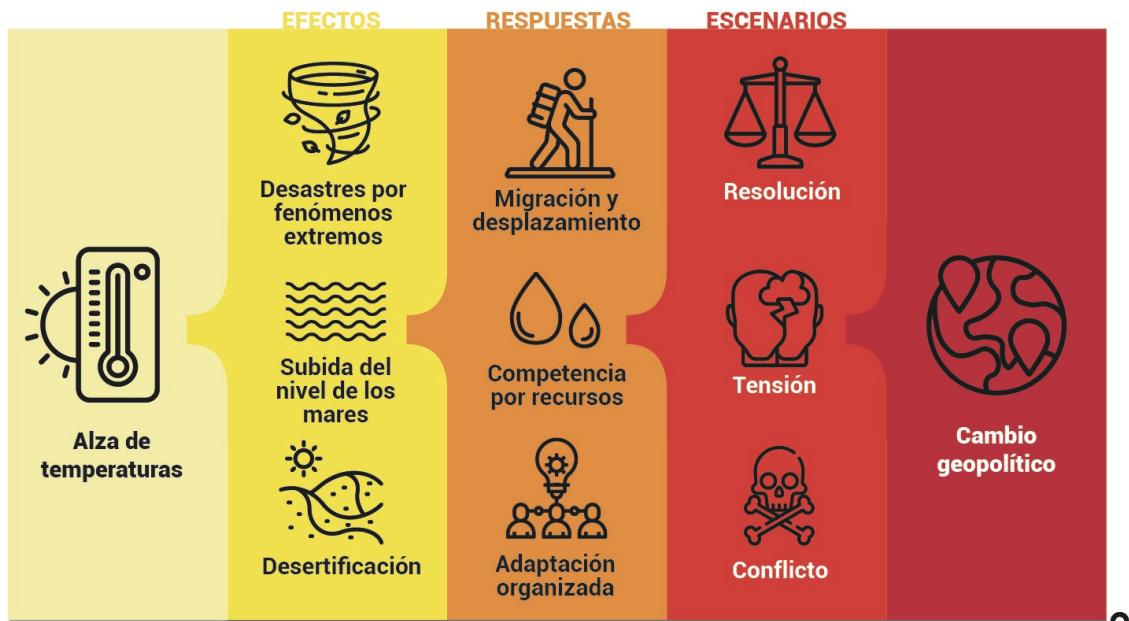 EFECTOS
RESPUESTAS
ESCENARIOS
Alza de
temperaturas
Desastres por
fenómenos
extremos
Subida del
nivel de los
mares
Desertificación
Migración y
desplazamiento
Competencia
por recursos
Adaptación
organizada
Resolución
Tensión
Conflicto
Cambio
geopolítico